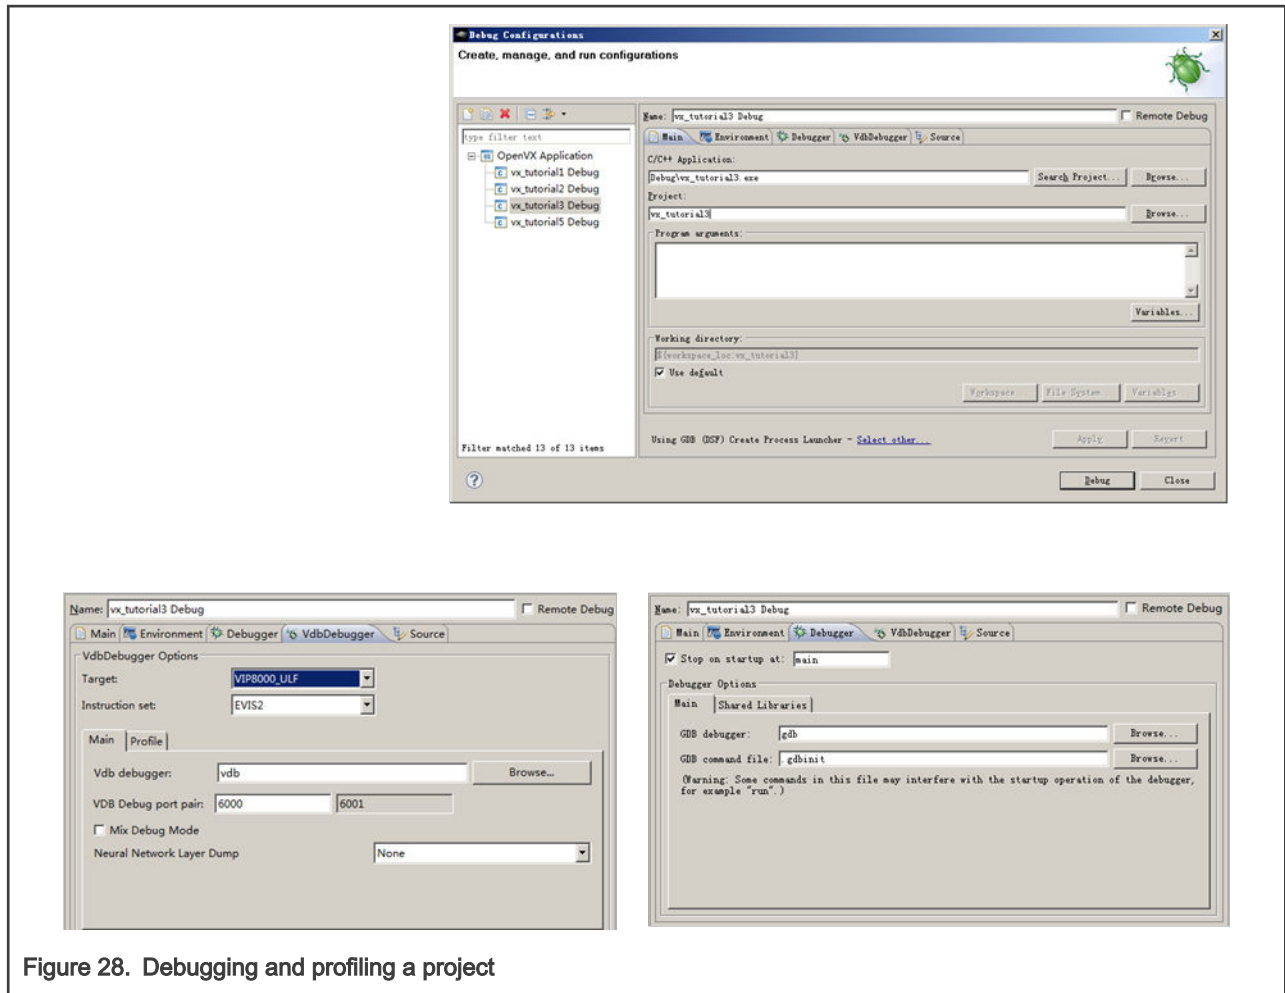 Debug Configurations
Create, manage, and run configurations
type filter text
OpenVX Application
vx_tutorial1 Debug
vx_tutorial2 Debug
vx_tutorial3 Debug
vx_tutorial5 Debug
Filter matched 13 of 13 items
Name: vx_tutorial3 Debug Remote Debug
Main Environment Debugger VdbDebugger Source
C/C++ Application:
Debug\vx_tutorial3.exe Search Project... Browse...
Project:
vx_tutorial3 Browse...
Program arguments:
Variables...
Working directory:
${workspace_loc:vx_tutorial3}
Use default
Workspace... File System... Variables...
Using GDB (DSF) Create Process Launcher - Select other... Apply Revert
Debug Close
Name: vx_tutorial3 Debug Remote Debug
Main Environment Debugger VdbDebugger Source
VdbDebugger Options
Target: VIP8000_ULF
Instruction set: EVIS2
Main Profile
Vdb debugger: vdb Browse...
VDB Debug port pair: 6000 6001
Mix Debug Mode
Neural Network Layer Dump None
Name: vx_tutorial3 Debug Remote Debug
Main Environment Debugger VdbDebugger Source
Stop on startup at: main
Debugger Options
Main Shared Libraries
GDB debugger: gdb Browse...
GDB command file: .gdbinit Browse...
(Warning: Some commands in this file may interfere with the startup operation of the debugger,
for example "run".)
Figure 28. Debugging and profiling a project